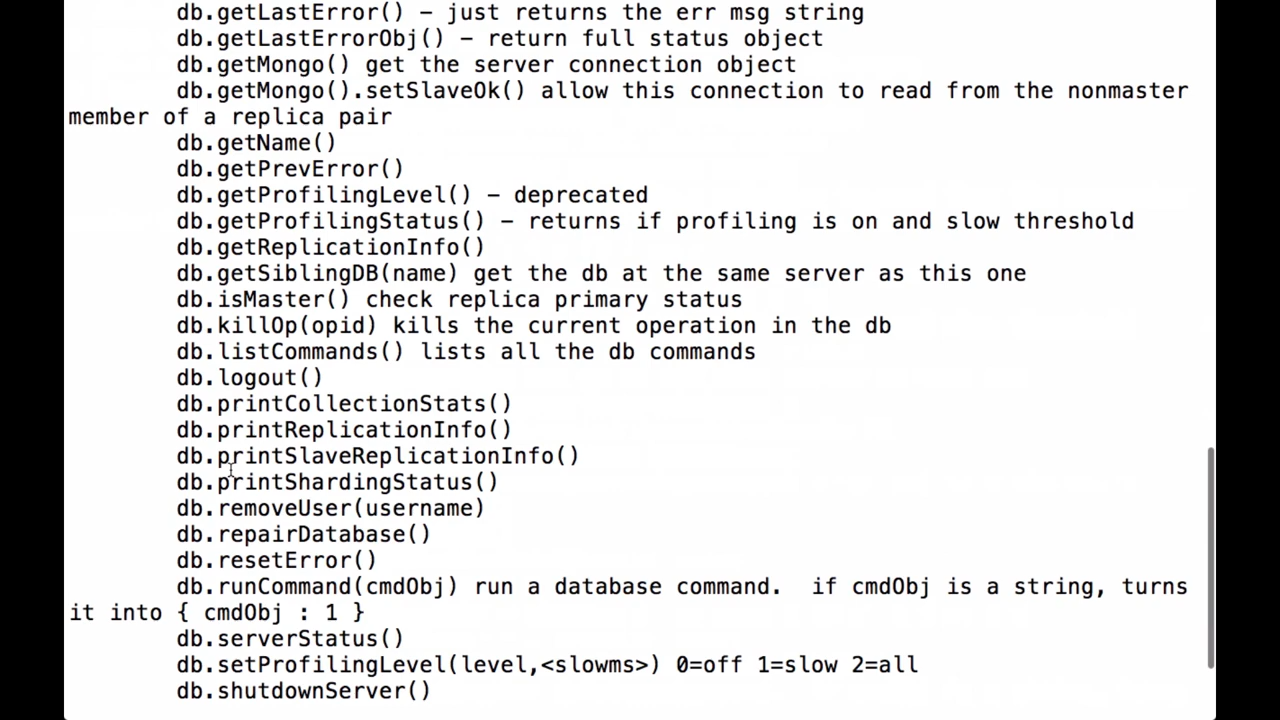 db.getLastError() - just returns the err msg string
db.getLastErrorObj() - return full status object
db.getMongo() get the server connection object
db.getMongo().setSlaveOk() allow this connection to read from the nonmaster
member of a replica pair
db.getName()
db.getPrevError()
db.getProfilingLevel() - deprecated
db.getProfilingStatus() - returns if profiling is on and slow threshold
db.getReplicationInfo()
db.getSiblingDB(name) get the db at the same server as this one
db.isMaster() check replica primary status
db.killOp(opid) kills the current operation in the db
db.listCommands() lists all the db commands
db.logout()
db.printCollectionStats()
db.printReplicationInfo()
db.printSlaveReplicationInfo()
db.printShardingStatus()
db.removeUser(username)
db.repairDatabase()
db.resetError()
db.runCommand(cmdObj) run a database command.  if cmdObj is a string, turns
it into { cmdObj : 1 }
db.serverStatus()
db.setProfilingLevel(level,<slowms>) 0=off 1=slow 2=all
db.shutdownServer()